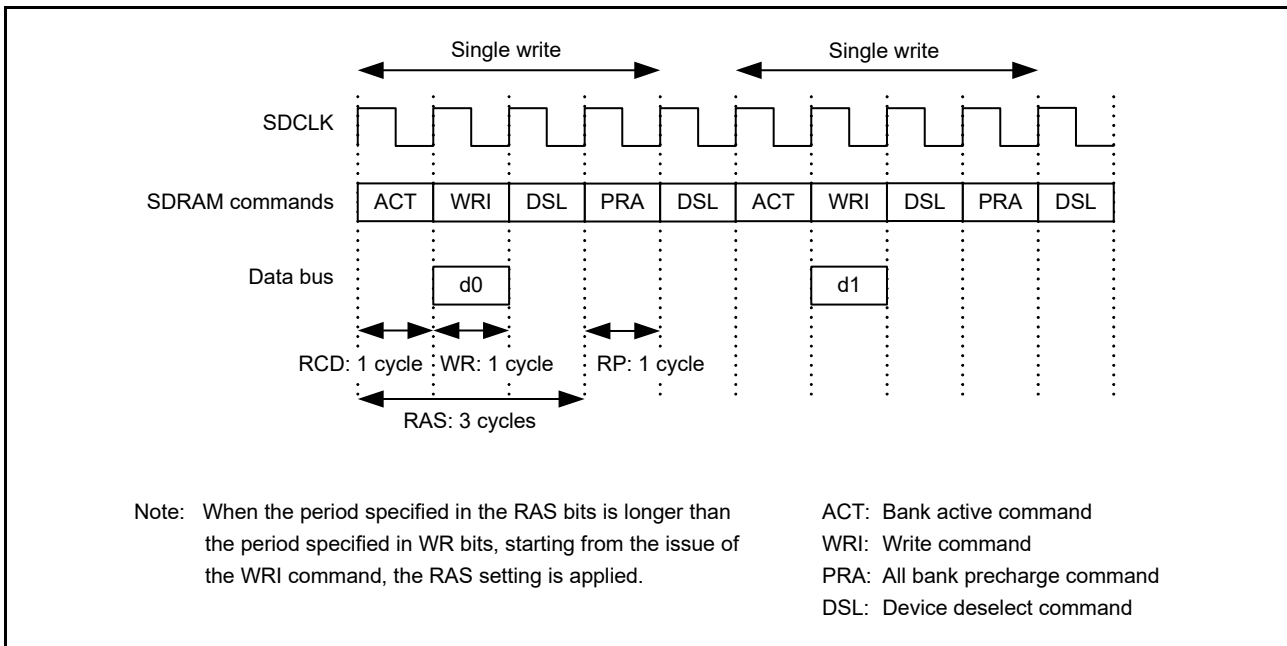 Single write Single write
SDCLK
SDRAM commands ACT WRI DSL PRA DSL ACT WRI DSL PRA DSL
Data bus d0 d1
RCD: 1 cycle WR: 1 cycle RP: 1 cycle
RAS: 3 cycles
Note: When the period specified in the RAS bits is longer than
the period specified in WR bits, starting from the issue of
the WRI command, the RAS setting is applied.
ACT: Bank active command
WRI: Write command
PRA: All bank precharge command
DSL: Device deselect command